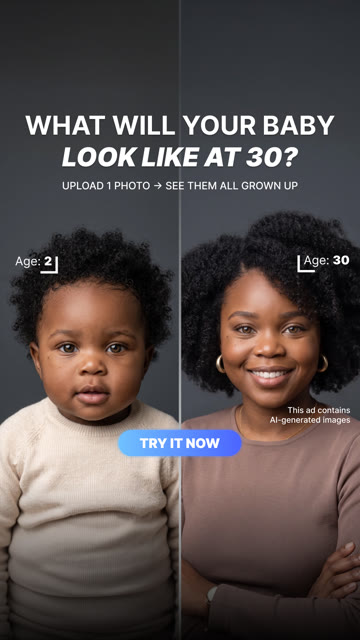 WHAT WILL YOUR BABY
LOOK LIKE AT 30?
UPLOAD 1 PHOTO → SEE THEM ALL GROWN UP
Age: 2
Age: 30
This ad contains
AI-generated images
TRY IT NOW